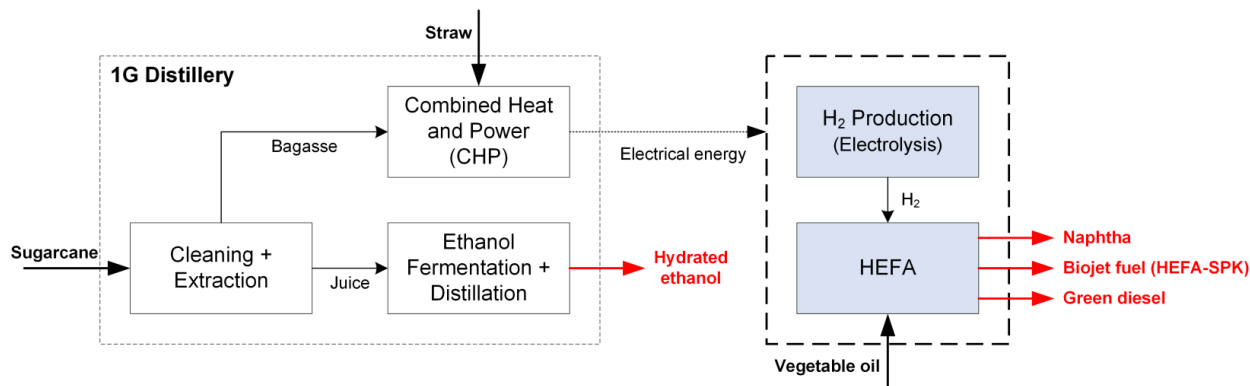 Straw
1G Distillery
Combined Heat
and Power
(CHP)
Bagasse
Electrical energy
H₂ Production
(Electrolysis)
H₂
Sugarcane
Cleaning +
Extraction
Juice
Ethanol
Fermentation +
Distillation
Hydrated
ethanol
HEFA
Naphtha
Biojet fuel (HEFA-SPK)
Green diesel
Vegetable oil